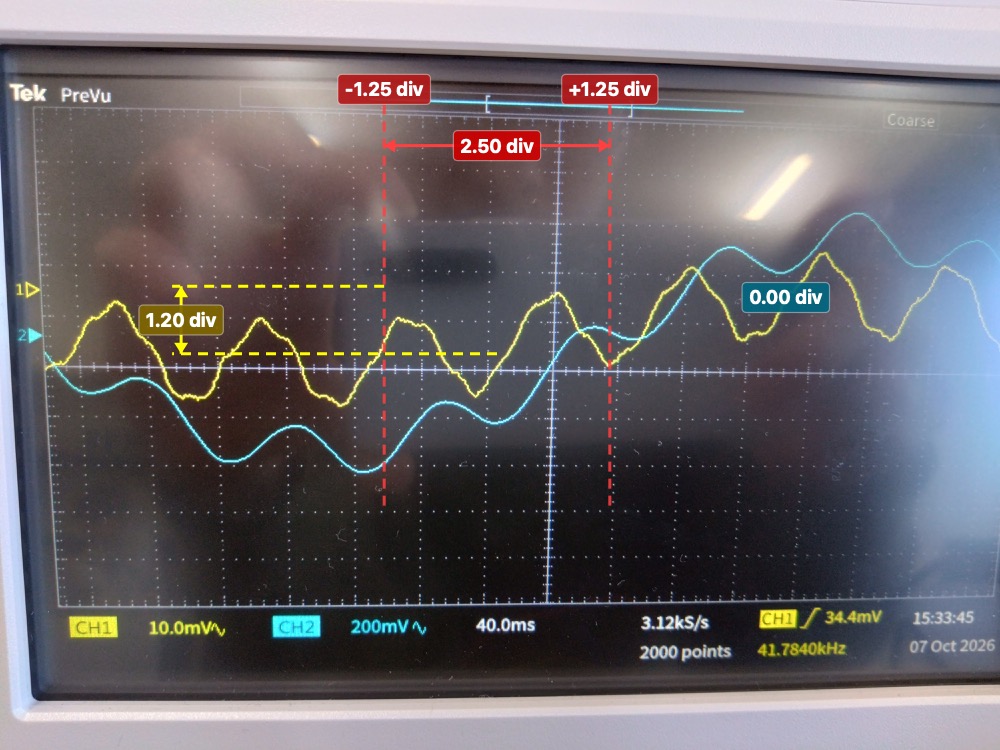 -1.25 div
+1.25 div
Tek PreVu
Coarse
2.50 div
1
0.00 div
1.20 div
2
CH1 10.0mV CH2 200mV 40.0ms 3.12kS/s CH1 34.4mV 15:33:45
2000 points 41.7840kHz 07 Oct 2026